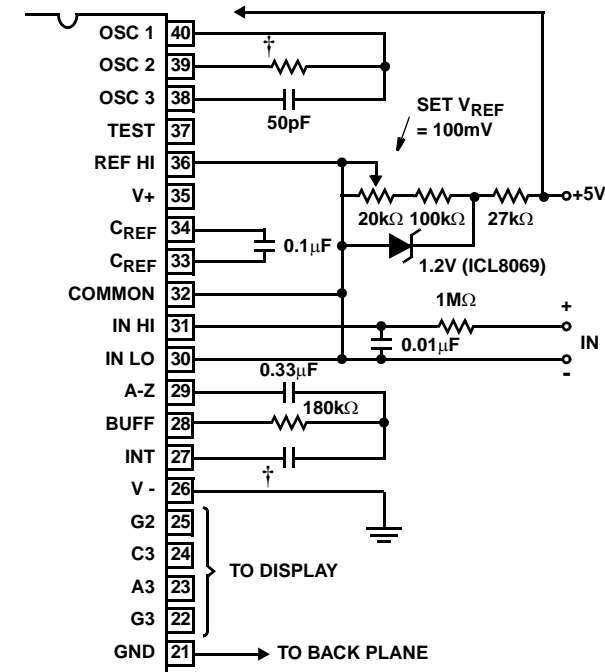 OSC 1 40
OSC 2 39
†
OSC 3 38
50pF
TEST 37
SET VREF
= 100mV
REF HI 36
V+ 35
+5V
20kΩ 100kΩ 27kΩ
CREF 34
0.1µF
CREF 33
1.2V (ICL8069)
COMMON 32
1MΩ
+
IN HI 31
0.01µF
IN
IN LO 30
-
0.33µF
A-Z 29
180kΩ
BUFF 28
INT 27
†
V - 26
G2 25
C3 24
TO DISPLAY
A3 23
G3 22
GND 21
TO BACK PLANE